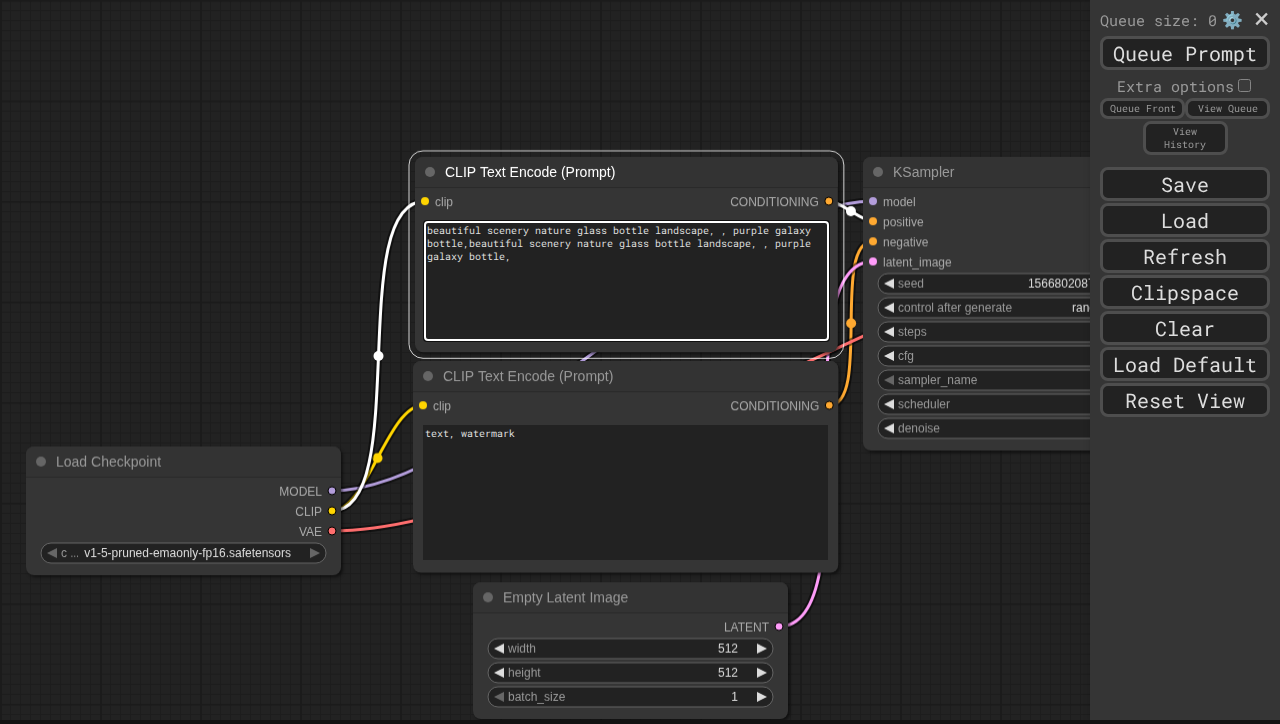 Queue size: 0
Queue Prompt
Extra options
Queue Front
View Queue
View
History
Save
Load
Refresh
Clipspace
Clear
Load Default
Reset View
CLIP Text Encode (Prompt)
clip
CONDITIONING
beautiful scenery nature glass bottle landscape, , purple galaxy
bottle,beautiful scenery nature glass bottle landscape, , purple
galaxy bottle,
KSampler
model
positive
negative
latent_image
seed 156680208
control after generate ran
steps
cfg
sampler_name
scheduler
denoise
CLIP Text Encode (Prompt)
clip
CONDITIONING
text, watermark
Load Checkpoint
MODEL
CLIP
VAE
c ... v1-5-pruned-emaonly-fp16.safetensors
Empty Latent Image
LATENT
width 512
height 512
batch_size 1